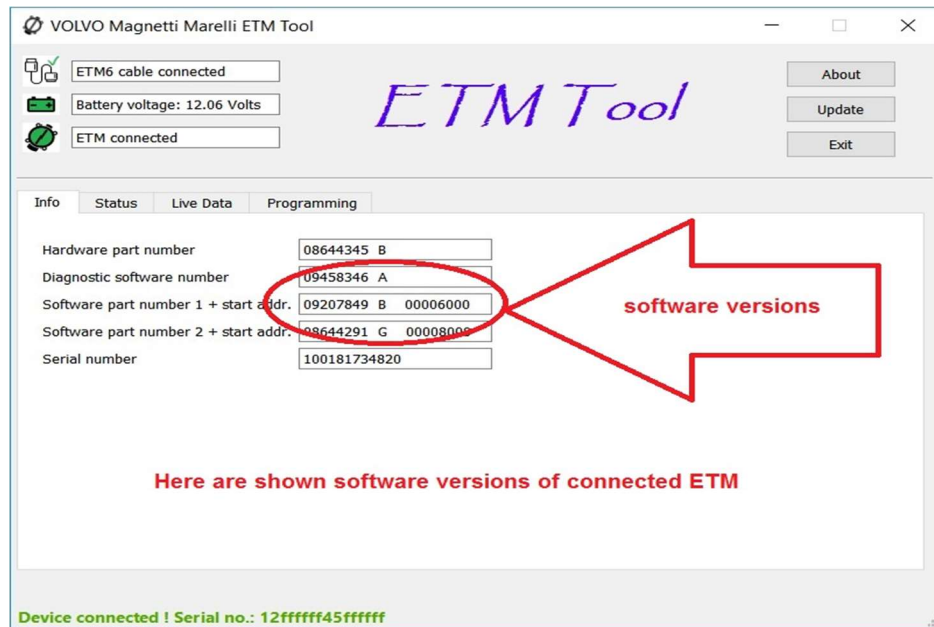 VOLVO Magnetti Marelli ETM Tool
ETM6 cable connected
Battery voltage: 12.06 Volts
ETM connected
ETM Tool
About
Update
Exit
Info Status Live Data Programming
Hardware part number 08644345 B
Diagnostic software number 09458346 A
Software part number 1 + start addr. 09207849 B 00006000
Software part number 2 + start addr. 08644291 G 00008000
Serial number 100181734820
software versions
Here are shown software versions of connected ETM
Device connected ! Serial no.: 12ffffff45ffffff